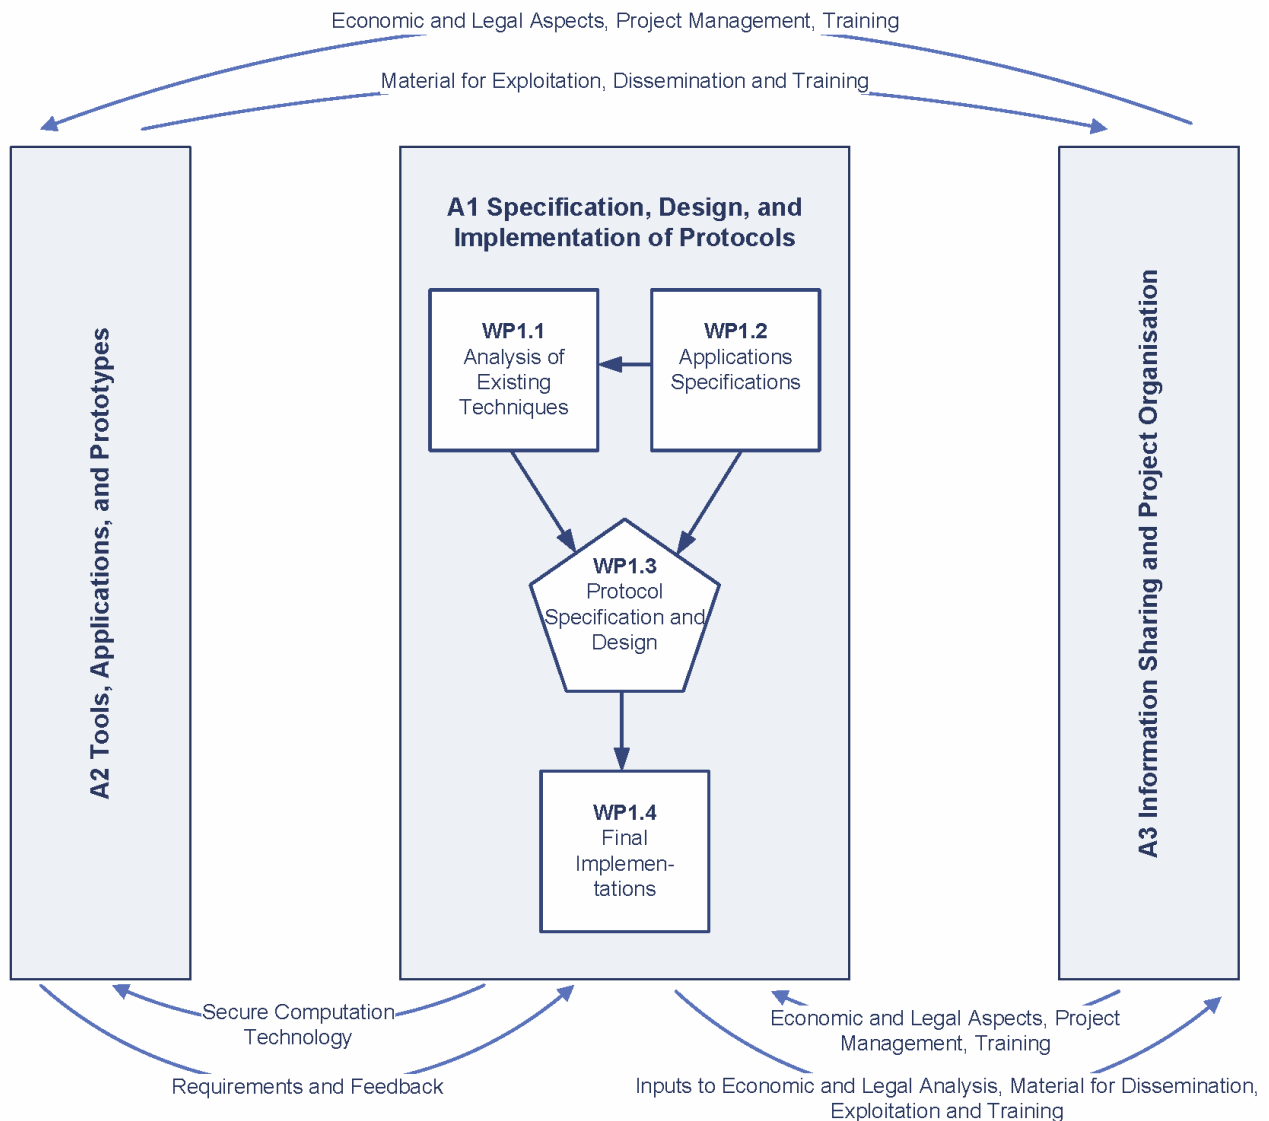 Economic and Legal Aspects, Project Management, Training
Material for Exploitation, Dissemination and Training
A2 Tools, Applications, and Prototypes
A1 Specification, Design, and
Implementation of Protocols
WP1.1
Analysis of
Existing
Techniques
WP1.2
Applications
Specifications
WP1.3
Protocol
Specification and
Design
WP1.4
Final
Implemen-
tations
A3 Information Sharing and Project Organisation
Secure Computation
Technology
Requirements and Feedback
Economic and Legal Aspects, Project
Management, Training
Inputs to Economic and Legal Analysis, Material for Dissemination,
Exploitation and Training